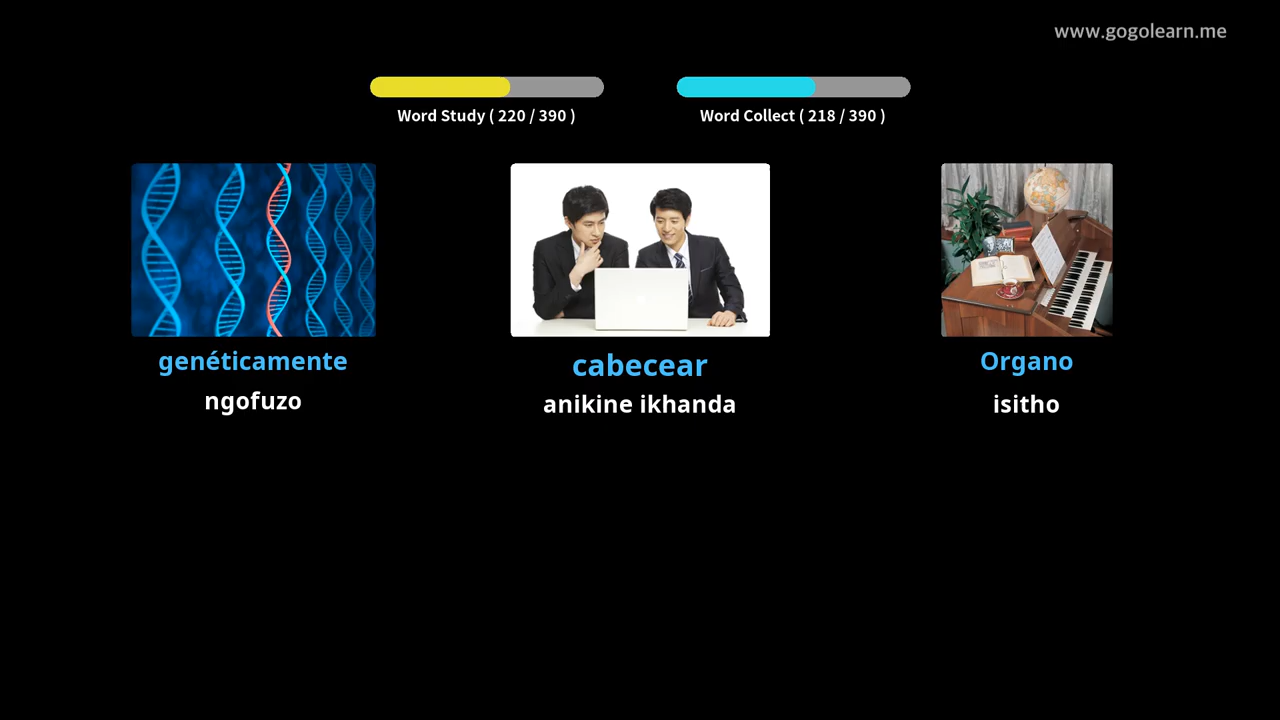 www.gogolearn.me
Word Study ( 220 / 390 )
Word Collect ( 218 / 390 )
genéticamente
cabecear
Organo
ngofuzo
anikine ikhanda
isitho